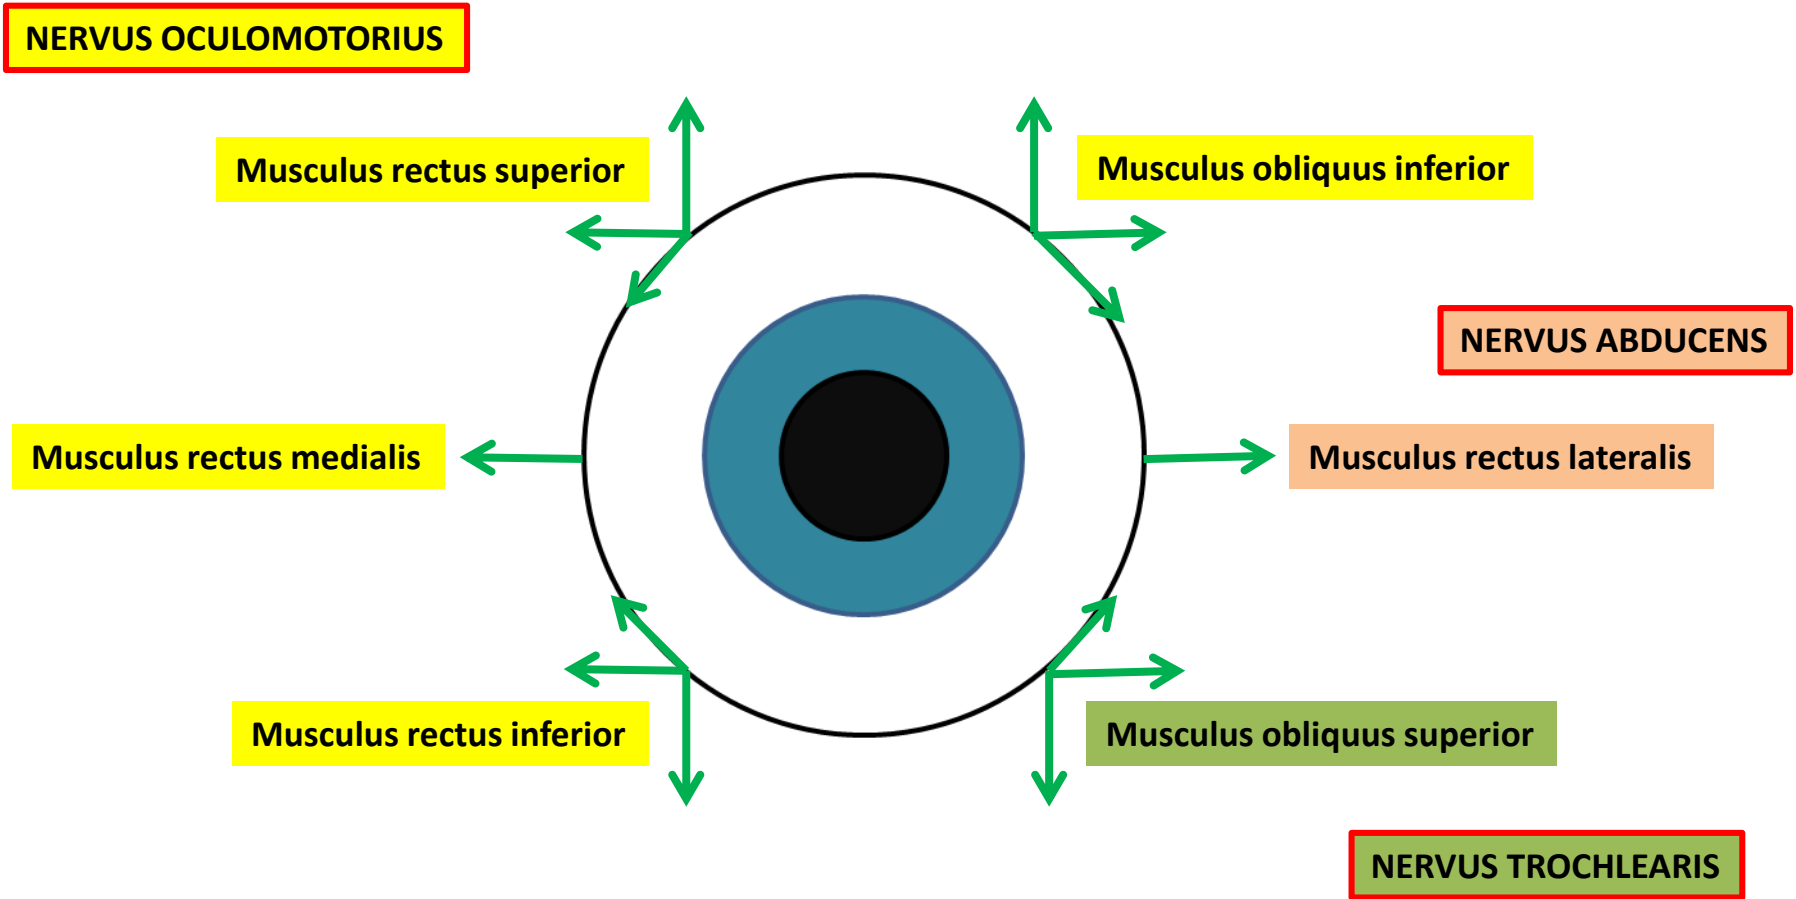 NERVUS OCULOMOTORIUS
Musculus rectus superior
Musculus obliquus inferior
NERVUS ABDUCENS
Musculus rectus medialis
Musculus rectus lateralis
Musculus rectus inferior
Musculus obliquus superior
NERVUS TROCHLEARIS